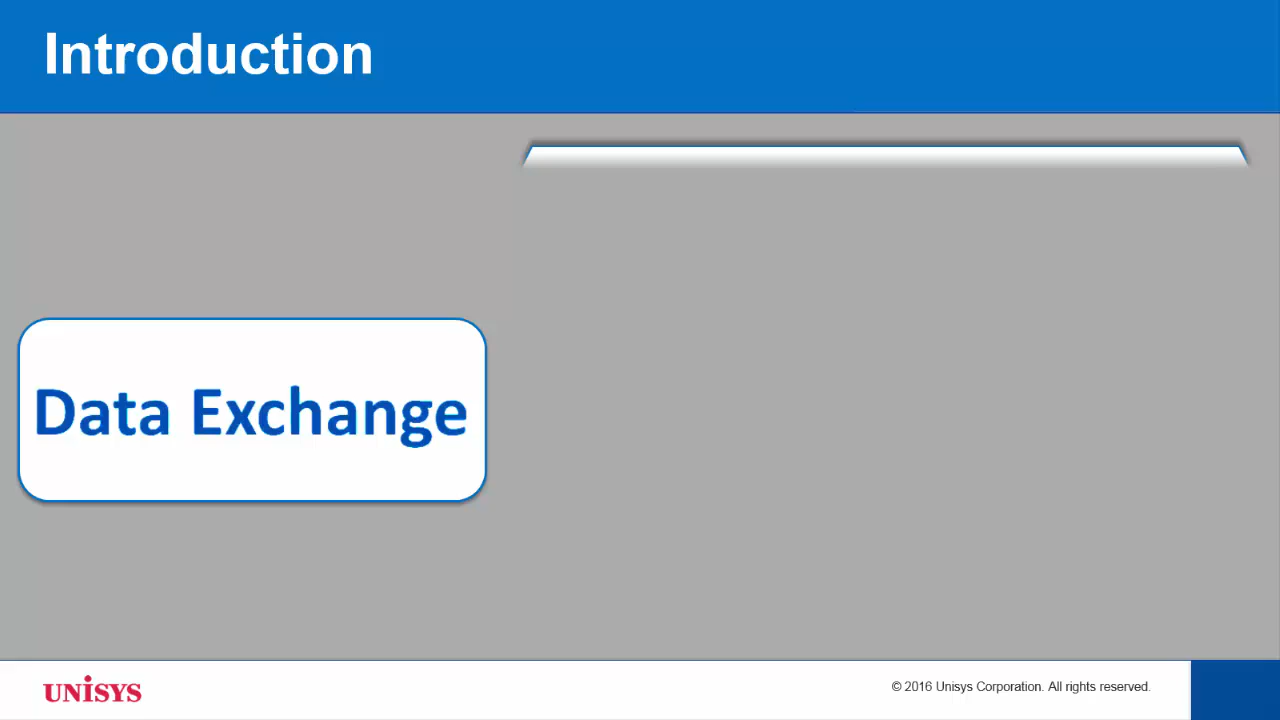 Introduction
Data Exchange
UNISYS
© 2016 Unisys Corporation. All rights reserved.